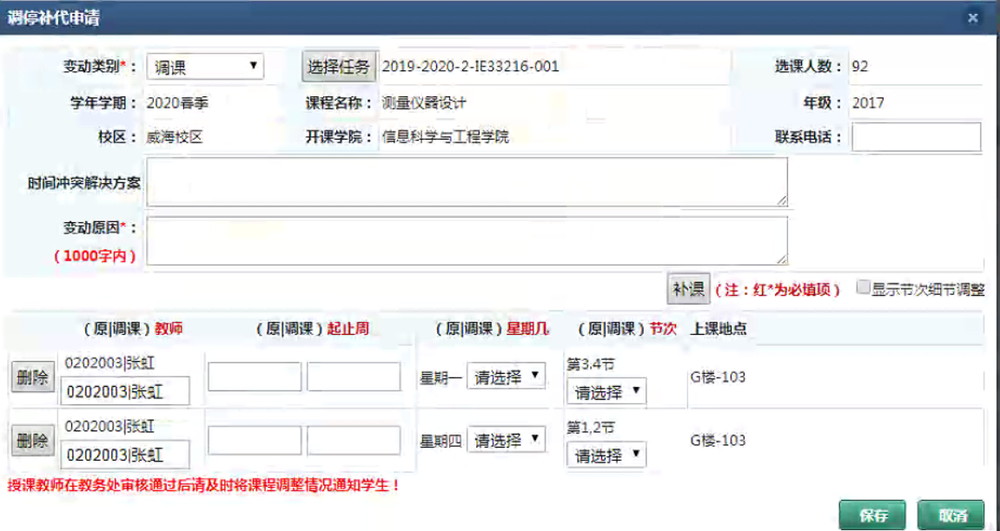 调停补代申请 ×
变动类别*： 调课 ▼ 选择任务 2019-2020-2-IE33216-001 选课人数： 92
学年学期： 2020春季 课程名称： 测量仪器设计 年级： 2017
校区： 威海校区 开课学院： 信息科学与工程学院 联系电话：
时间冲突解决方案
变动原因*：
（1000字内）
补课 （注：红*为必填项） 显示节次细节调整
（原|调课）教师 （原|调课）起止周 （原|调课）星期几 （原|调课）节次 上课地点
0202003|张虹 第3.4节
删除 星期一 请选择 ▼ G楼-103
0202003|张虹 请选择 ▼
0202003|张虹 第1,2节
删除 星期四 请选择 ▼ G楼-103
0202003|张虹 请选择 ▼
授课教师在教务处审核通过后请及时将课程调整情况通知学生！
保存 取消